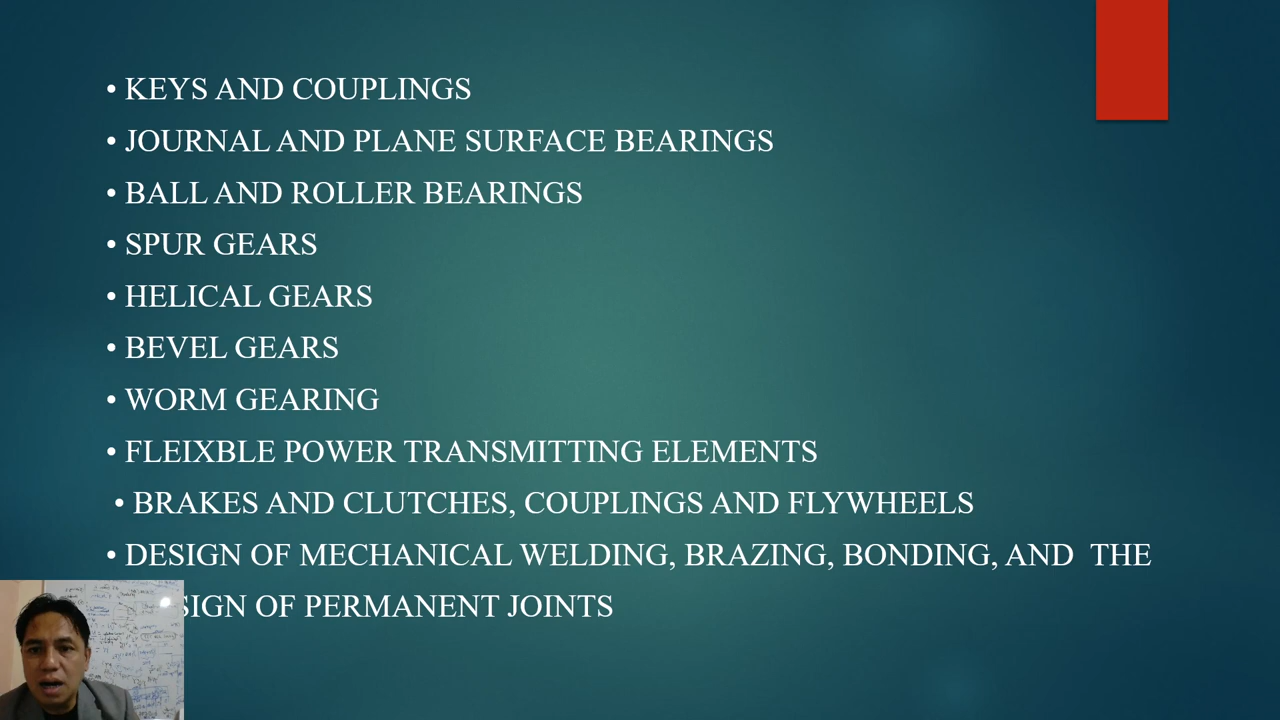 • KEYS AND COUPLINGS
• JOURNAL AND PLANE SURFACE BEARINGS
• BALL AND ROLLER BEARINGS
• SPUR GEARS
• HELICAL GEARS
• BEVEL GEARS
• WORM GEARING
• FLEIXBLE POWER TRANSMITTING ELEMENTS
• BRAKES AND CLUTCHES, COUPLINGS AND FLYWHEELS
• DESIGN OF MECHANICAL WELDING, BRAZING, BONDING, AND THE
SIGN OF PERMANENT JOINTS